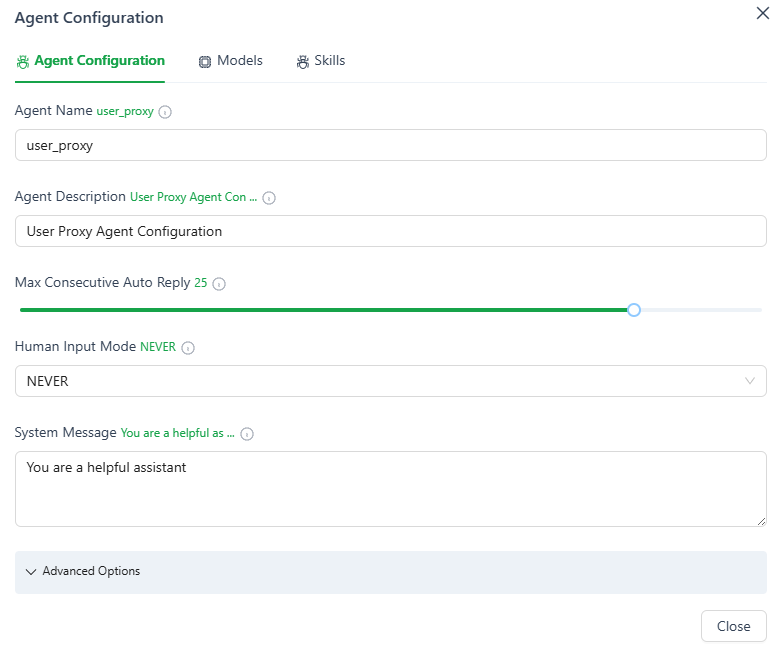 Agent Configuration
Agent Configuration Models Skills
Agent Name user_proxy
user_proxy
Agent Description User Proxy Agent Con ...
User Proxy Agent Configuration
Max Consecutive Auto Reply 25
Human Input Mode NEVER
NEVER
System Message You are a helpful as ...
You are a helpful assistant
Advanced Options
Close